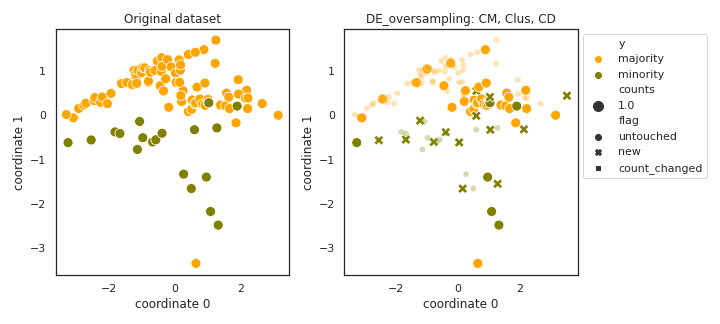 Original dataset
coordinate 1
1
0
−1
−2
−3
−2
0
2
coordinate 0
DE_oversampling: CM, Clus, CD
coordinate 1
1
0
−1
−2
−3
−2
0
2
coordinate 0
y
majority
minority
counts
1.0
flag
untouched
new
count_changed